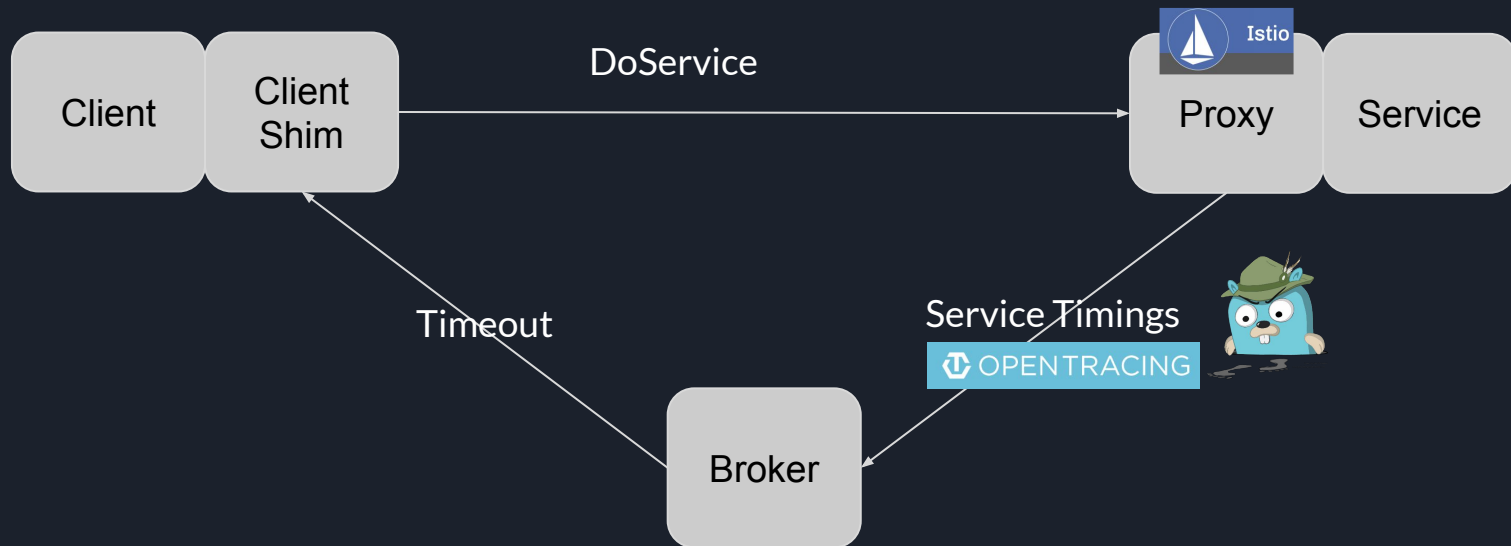 Istio
DoService
Client
Client
Shim
Proxy
Service
Timeout
Service Timings
OPENTRACING
Broker